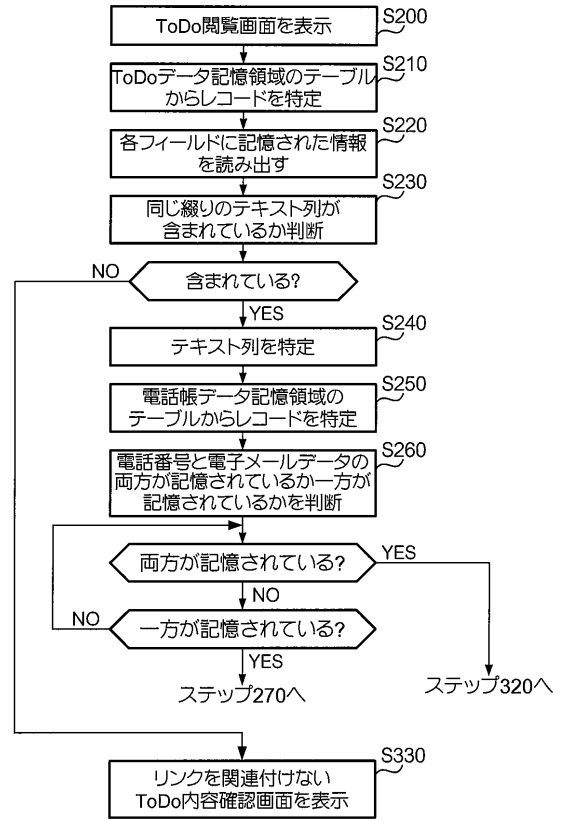 S200
ToDo閲覧画面を表示
S210
ToDoデータ記憶領域のテーブル
からレコードを特定
S220
各フィールドに記憶された情報
を読み出す
S230
同じ綴りのテキスト列が
含まれているか判断
NO
含まれている?
YES
S240
テキスト列を特定
S250
電話帳データ記憶領域の
テーブルからレコードを特定
S260
電話番号と電子メールデータの
両方が記憶されているか一方が
記憶されているかを判断
両方が記憶されている?
YES
NO
NO
一方が記憶されている?
YES
ステップ270へ
ステップ320へ
S330
リンクを関連付けない
ToDo内容確認画面を表示